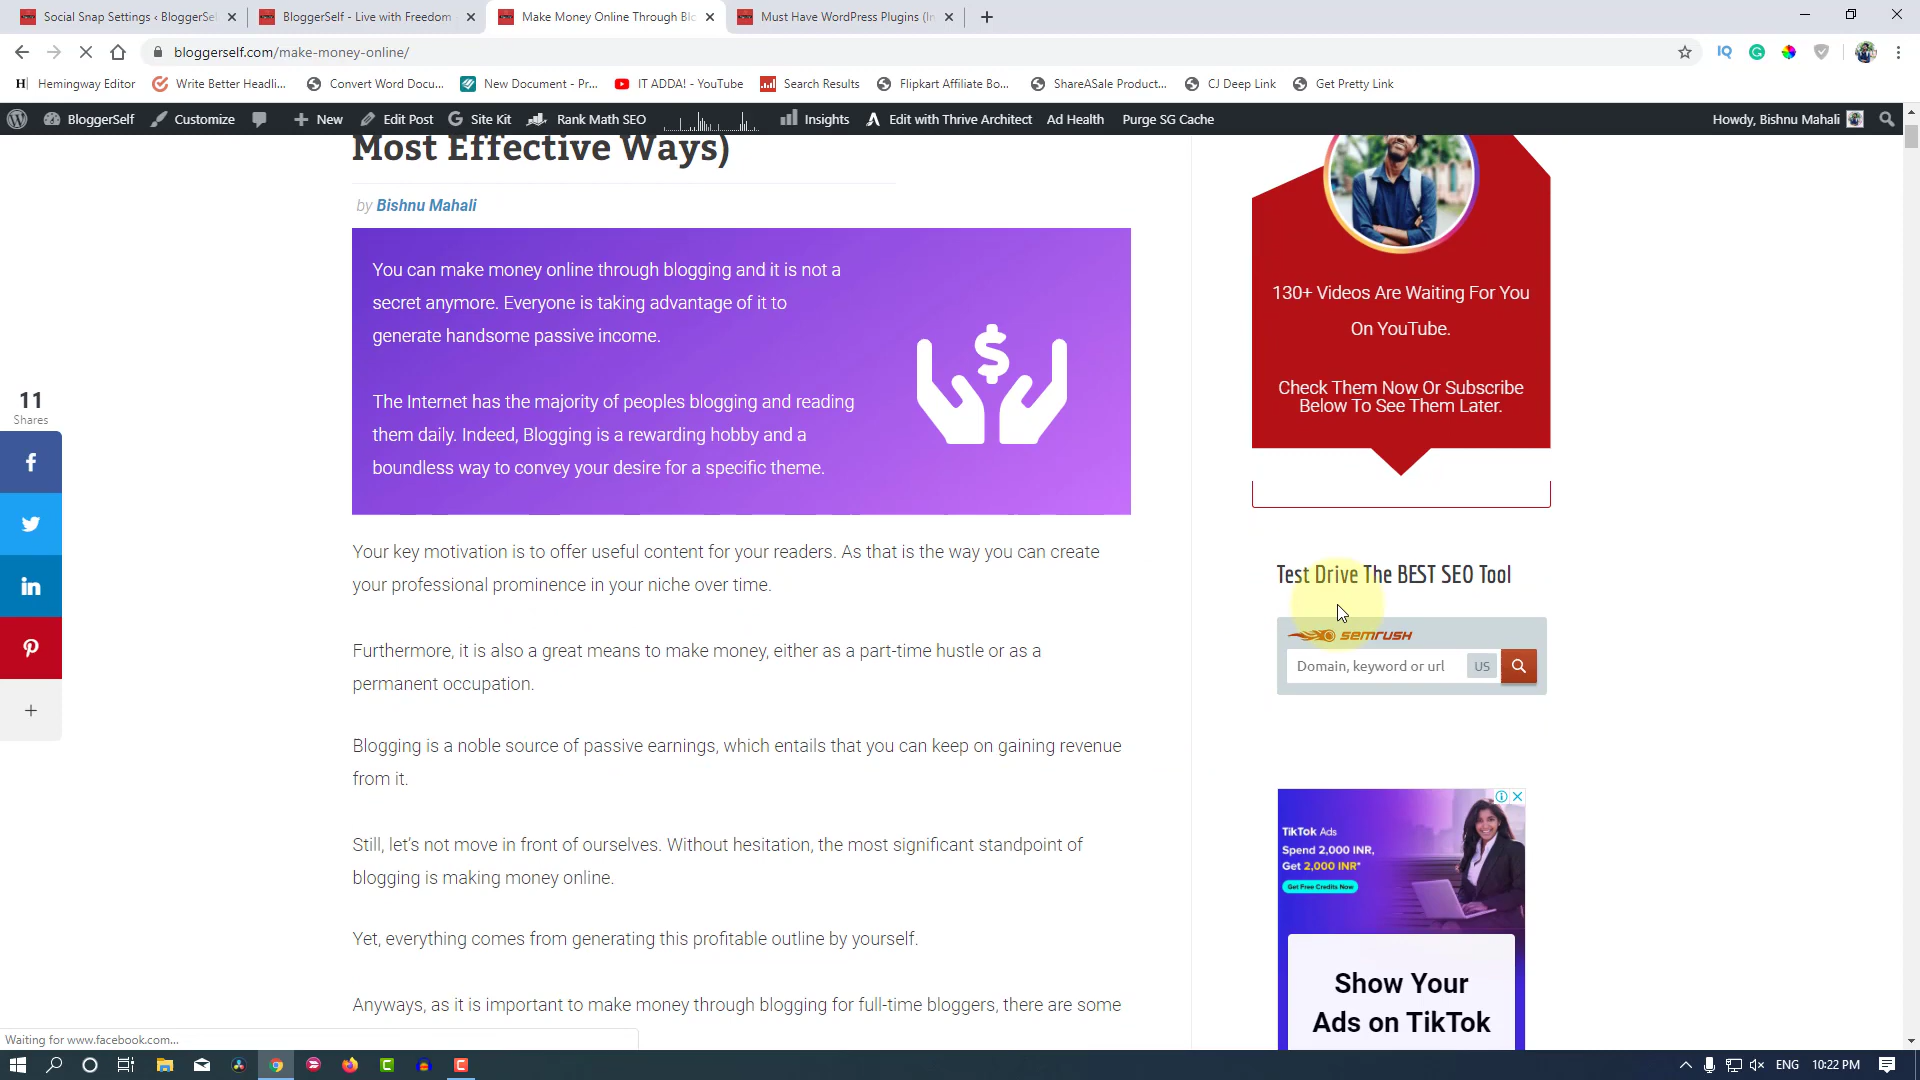 Social Snap Settings ‹ BloggerSel
BloggerSelf - Live with Freedom
Make Money Online Through Blo
Must Have WordPress Plugins (In
bloggerself.com/make-money-online/
Hemingway Editor
Write Better Headli...
Convert Word Docu...
New Document - Pr...
IT ADDA! - YouTube
Search Results
Flipkart Affiliate Bo...
ShareASale Product...
CJ Deep Link
Get Pretty Link
BloggerSelf
Customize
New
Edit Post
Site Kit
Rank Math SEO
Insights
Edit with Thrive Architect
Ad Health
Purge SG Cache
Howdy, Bishnu Mahali
Most Effective Ways)
by Bishnu Mahali
You can make money online through blogging and it is not a
secret anymore. Everyone is taking advantage of it to
generate handsome passive income.
The Internet has the majority of peoples blogging and reading
them daily. Indeed, Blogging is a rewarding hobby and a
boundless way to convey your desire for a specific theme.
11
Shares
Your key motivation is to offer useful content for your readers. As that is the way you can create
your professional prominence in your niche over time.
Furthermore, it is also a great means to make money, either as a part-time hustle or as a
permanent occupation.
Blogging is a noble source of passive earnings, which entails that you can keep on gaining revenue
from it.
Still, let's not move in front of ourselves. Without hesitation, the most significant standpoint of
blogging is making money online.
Yet, everything comes from generating this profitable outline by yourself.
Anyways, as it is important to make money through blogging for full-time bloggers, there are some
130+ Videos Are Waiting For You
On YouTube.
Check Them Now Or Subscribe
Below To See Them Later.
Test Drive The BEST SEO Tool
SEMRUSH
Domain, keyword or url
US
TikTok Ads
Spend 2,000 INR,
Get 2,000 INR*
Get Free Credits Now
Show Your
Ads on TikTok
Waiting for www.facebook.com...
ENG
10:22 PM